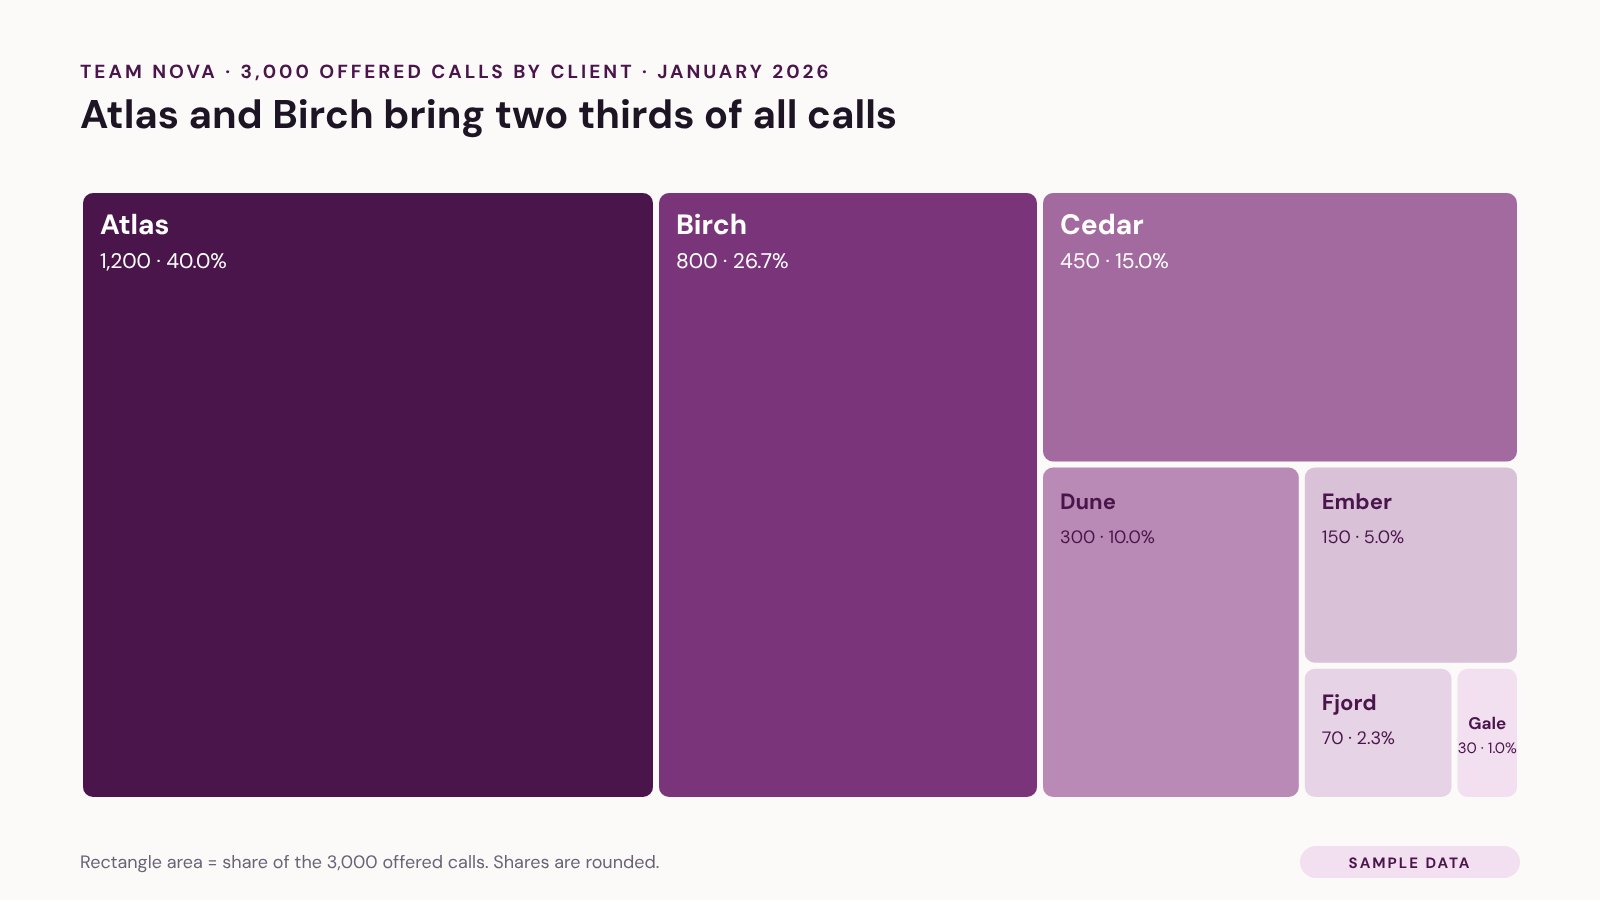 TEAM NOVA · 3,000 OFFERED CALLS BY CLIENT · JANUARY 2026
Atlas and Birch bring two thirds of all calls
Atlas
1,200 · 40.0%
Birch
800 · 26.7%
Cedar
450 · 15.0%
Dune
300 · 10.0%
Ember
150 · 5.0%
Fjord
70 · 2.3%
Gale
30 · 1.0%
Rectangle area = share of the 3,000 offered calls. Shares are rounded.
SAMPLE DATA